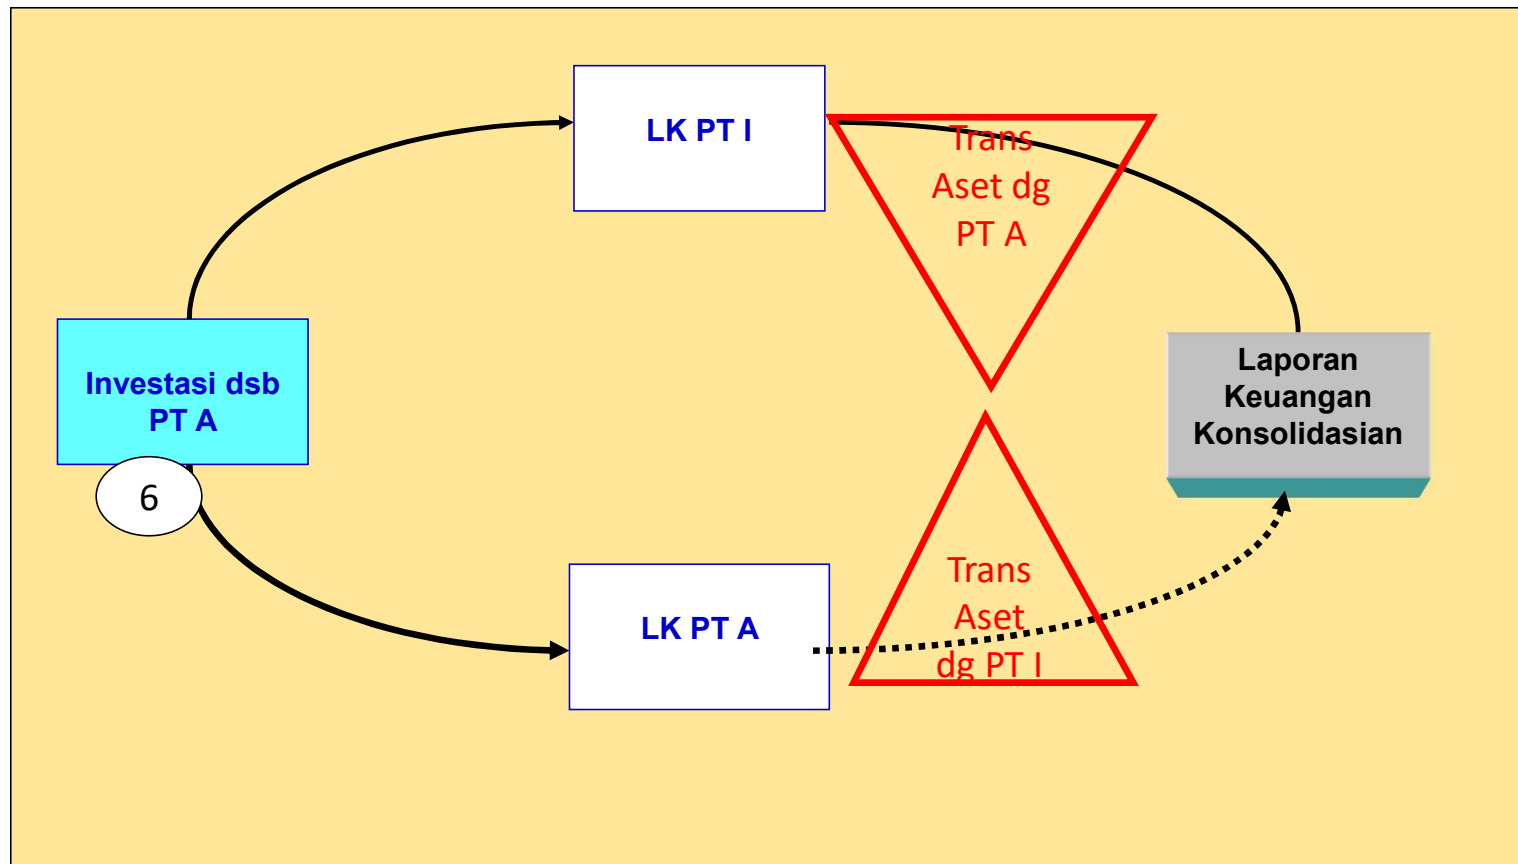 LK PT I
Trans
Aset dg
PT A
Investasi dsb
PT A
6
Laporan
Keuangan
Konsolidasian
LK PT A
Trans
Aset
dg PT I